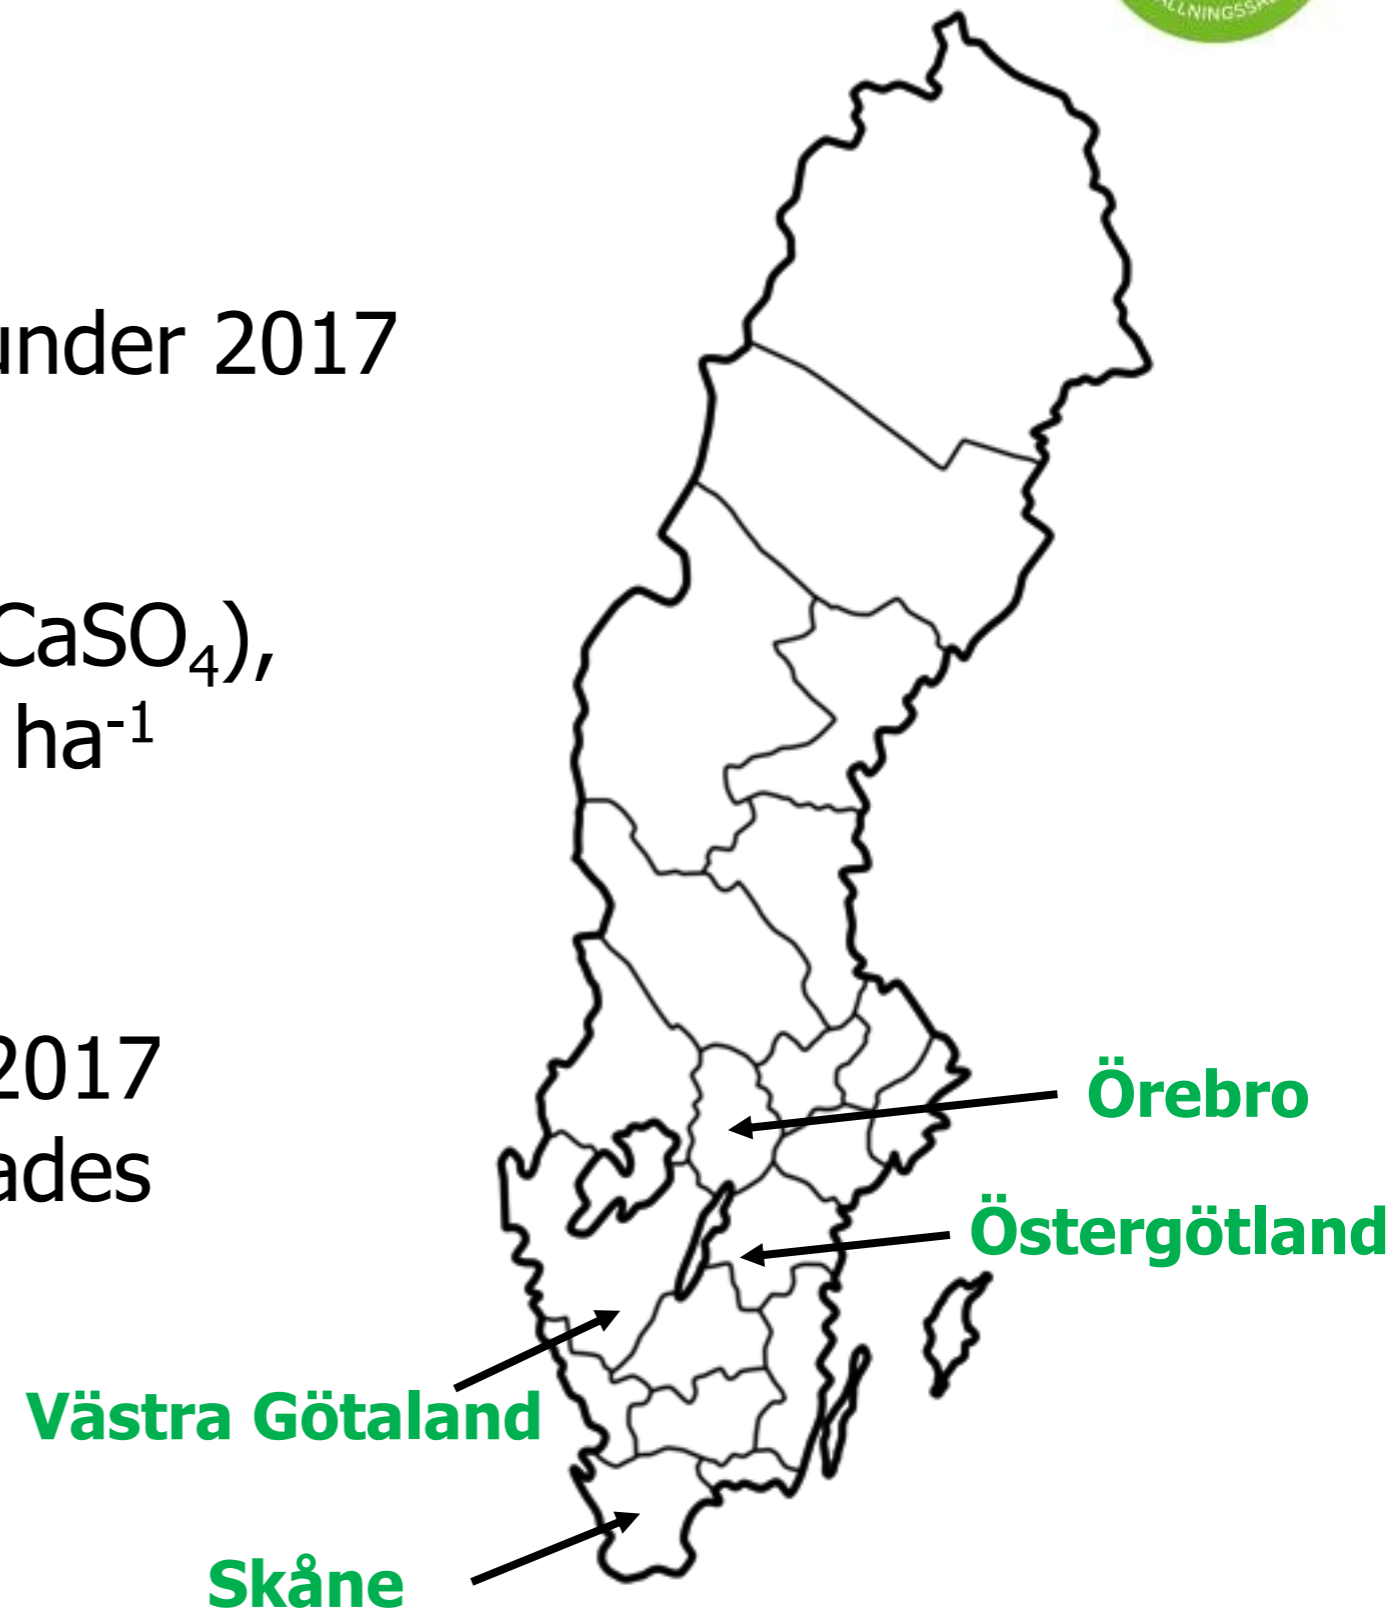 under 2017
CaSO₄),
ha⁻¹
2017
ades
Örebro
Östergötland
Västra Götaland
Skåne